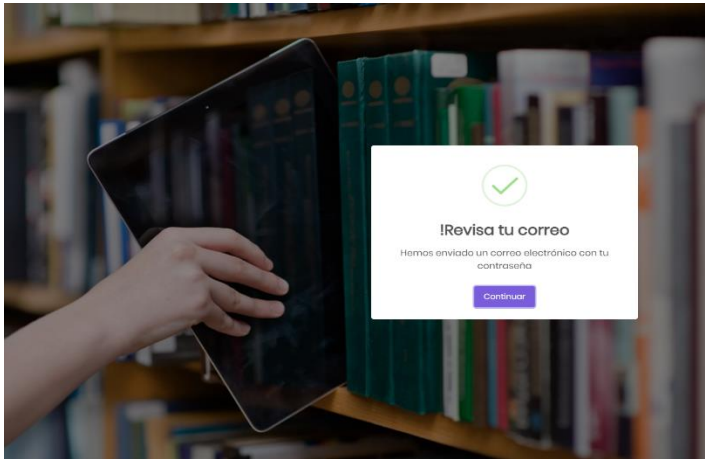 !Revisa tu correo
Hemos enviado un correo electrónico con tu
contraseña
Continuar